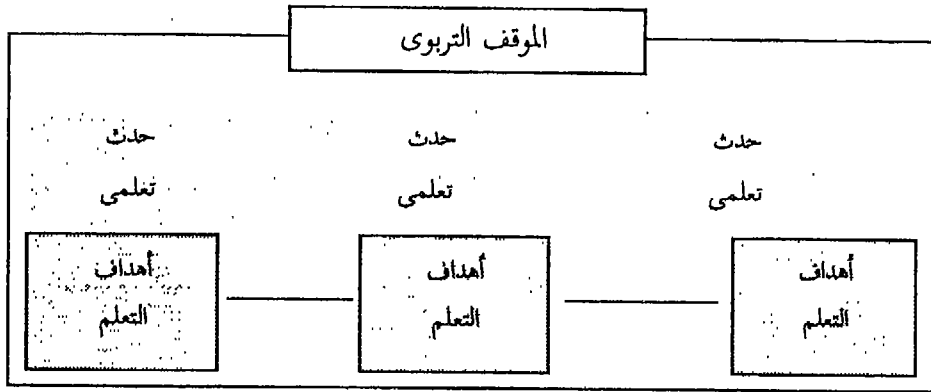 الموقف التربوى
حدث
تعلمى
حدث
تعلمى
حدث
تعلمى
أهداف
التعلم
أهداف
التعلم
أهداف
التعلم